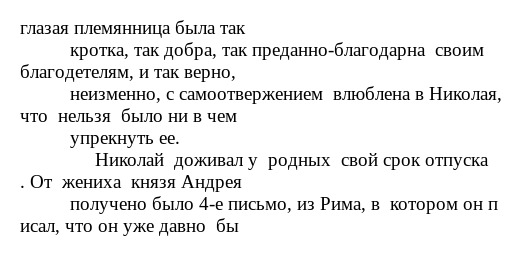 глазая племянница была так
кротка, так добра, так преданно-благодарна своим
благодетелям, и так верно,
неизменно, с самоотвержением влюблена в Николая,
что нельзя было ни в чем
упрекнуть ее.
Николай доживал у родных свой срок отпуска
. От жениха князя Андрея
получено было 4-е письмо, из Рима, в котором он п
исал, что он уже давно бы